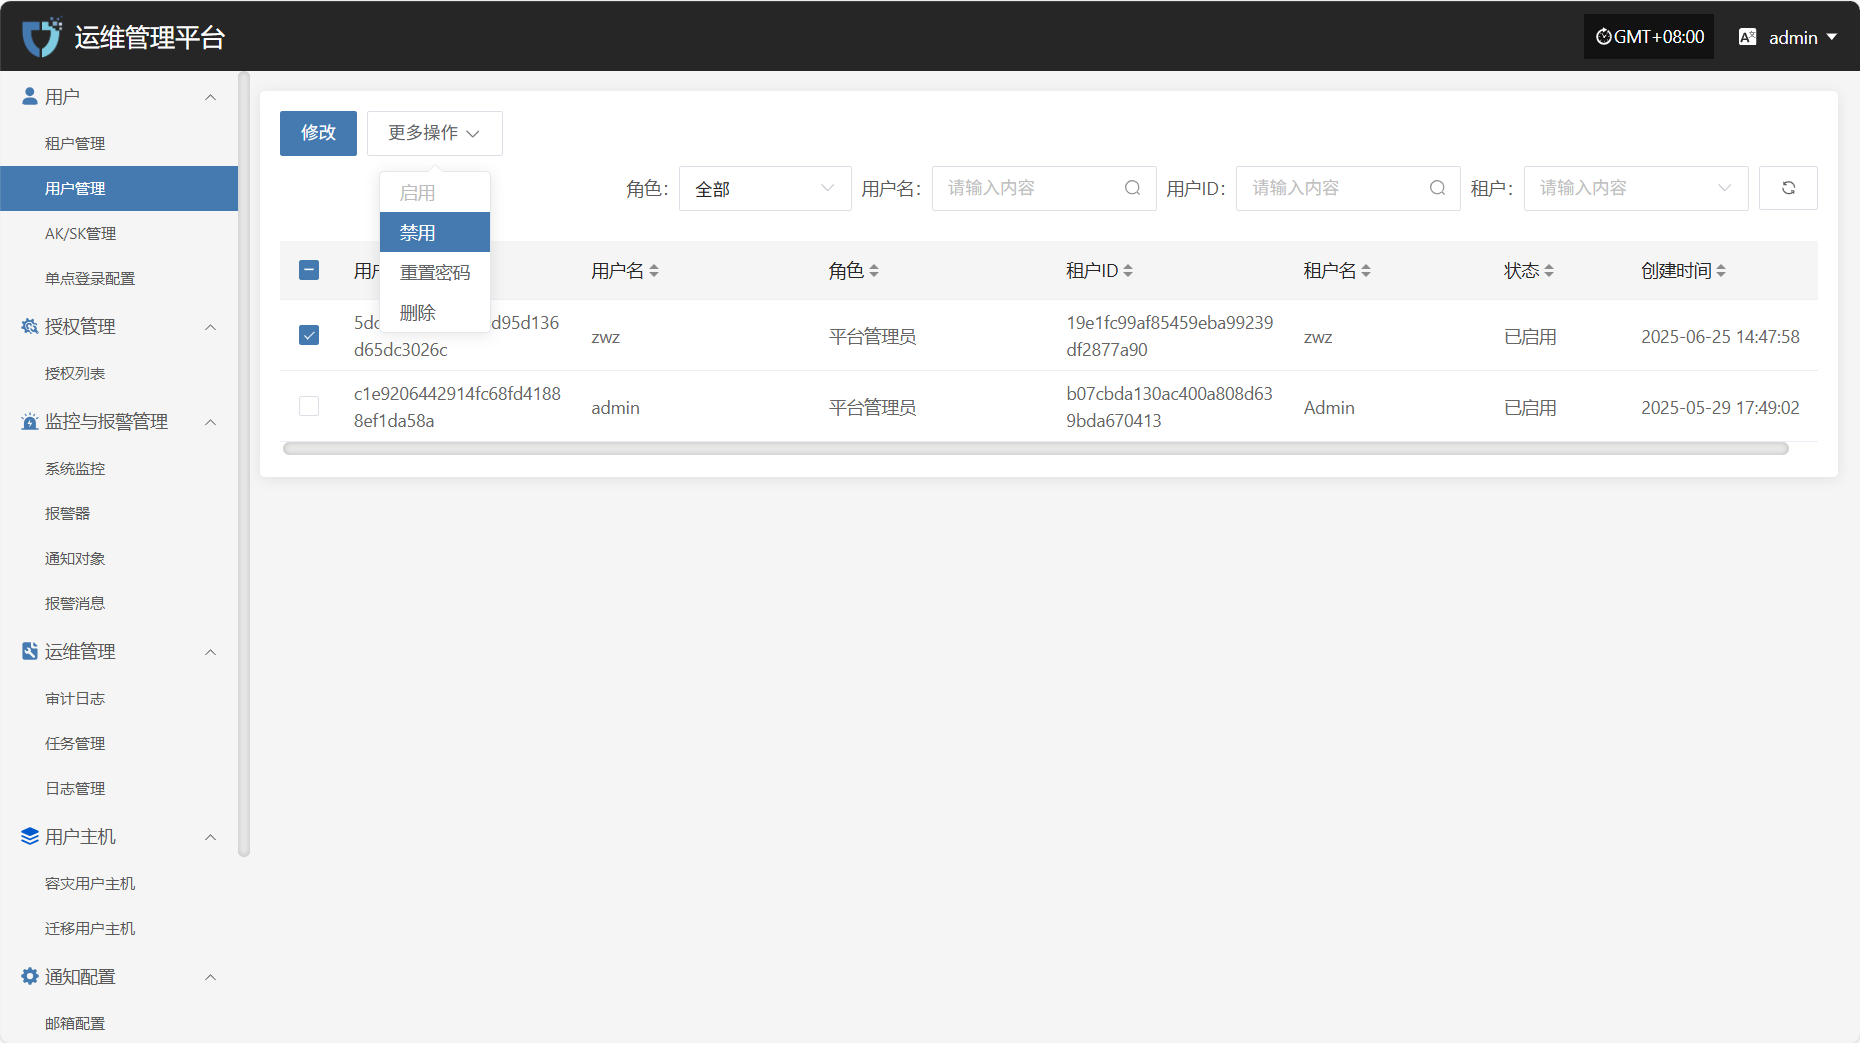 运维管理平台
GMT+08:00
admin
用户
租户管理
用户管理
AK/SK管理
单点登录配置
授权管理
授权列表
监控与报警管理
系统监控
报警器
通知对象
报警消息
运维管理
审计日志
任务管理
日志管理
用户主机
容灾用户主机
迁移用户主机
通知配置
邮箱配置
修改
更多操作
启用
禁用
重置密码
删除
角色：
全部
用户名：
请输入内容
用户ID：
请输入内容
租户：
请输入内容
用户名
角色
租户ID
租户名
状态
创建时间
d95d136
d65dc3026c
zwz
平台管理员
19e1fc99af85459eba99239
df2877a90
zwz
已启用
2025-06-25 14:47:58
c1e9206442914fc68fd4188
8ef1da58a
admin
平台管理员
b07cbda130ac400a808d63
9bda670413
Admin
已启用
2025-05-29 17:49:02